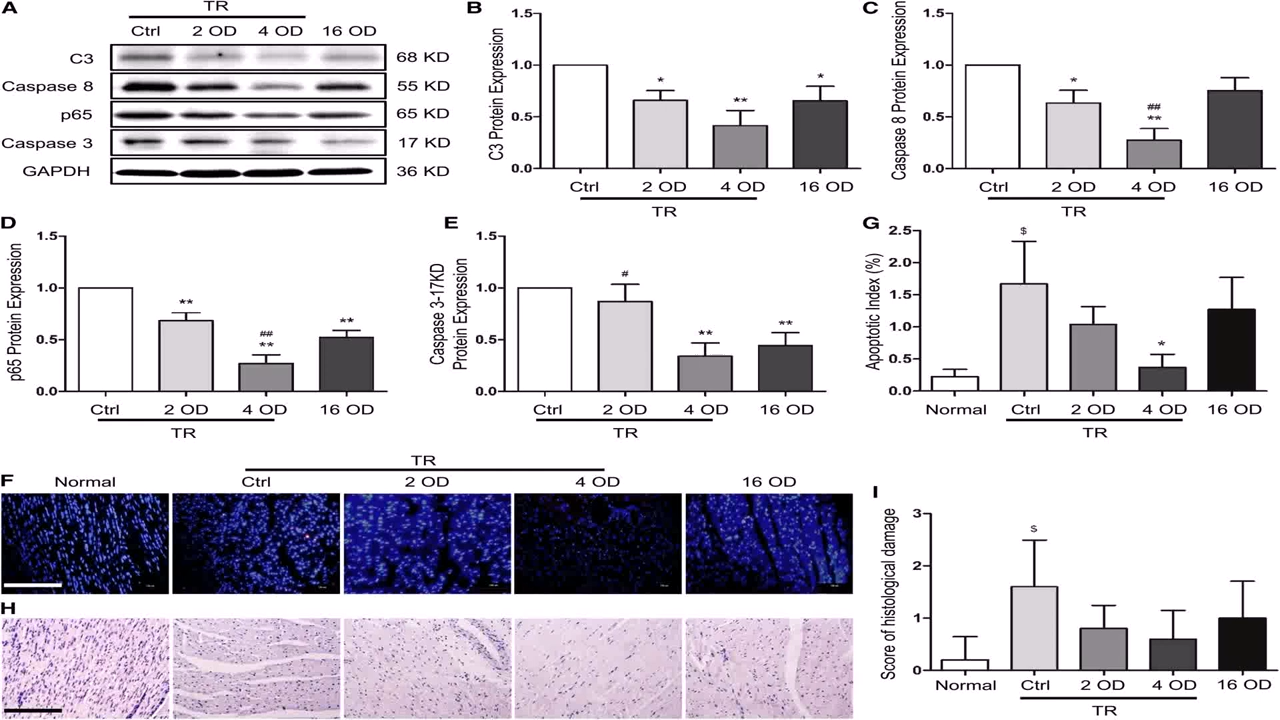 A
TR
Ctrl 2 OD 4 OD 16 OD
C3 68 KD
Caspase 8 55 KD
p65 65 KD
Caspase 3 17 KD
GAPDH 36 KD
B
C3 Protein Expression
1.5
1.0
0.5
0.0
* ** *
Ctrl 2 OD 4 OD 16 OD
TR
C
Caspase 8 Protein Expression
1.5
1.0
0.5
0.0
*
##
**
Ctrl 2 OD 4 OD 16 OD
TR
D
p65 Protein Expression
1.5
1.0
0.5
0.0
**
##
**
**
Ctrl 2 OD 4 OD 16 OD
TR
E
Caspase 3-17KD
Protein Expression
1.5
1.0
0.5
0.0
#
**
**
Ctrl 2 OD 4 OD 16 OD
TR
G
Apoptotic Index (%)
2.5
2.0
1.5
1.0
0.5
0.0
$
*
Normal Ctrl 2 OD 4 OD 16 OD
TR
F
TR
Normal Ctrl 2 OD 4 OD 16 OD
H
I
Score of histological damage
3
2
1
0
$
Normal Ctrl 2 OD 4 OD 16 OD
TR